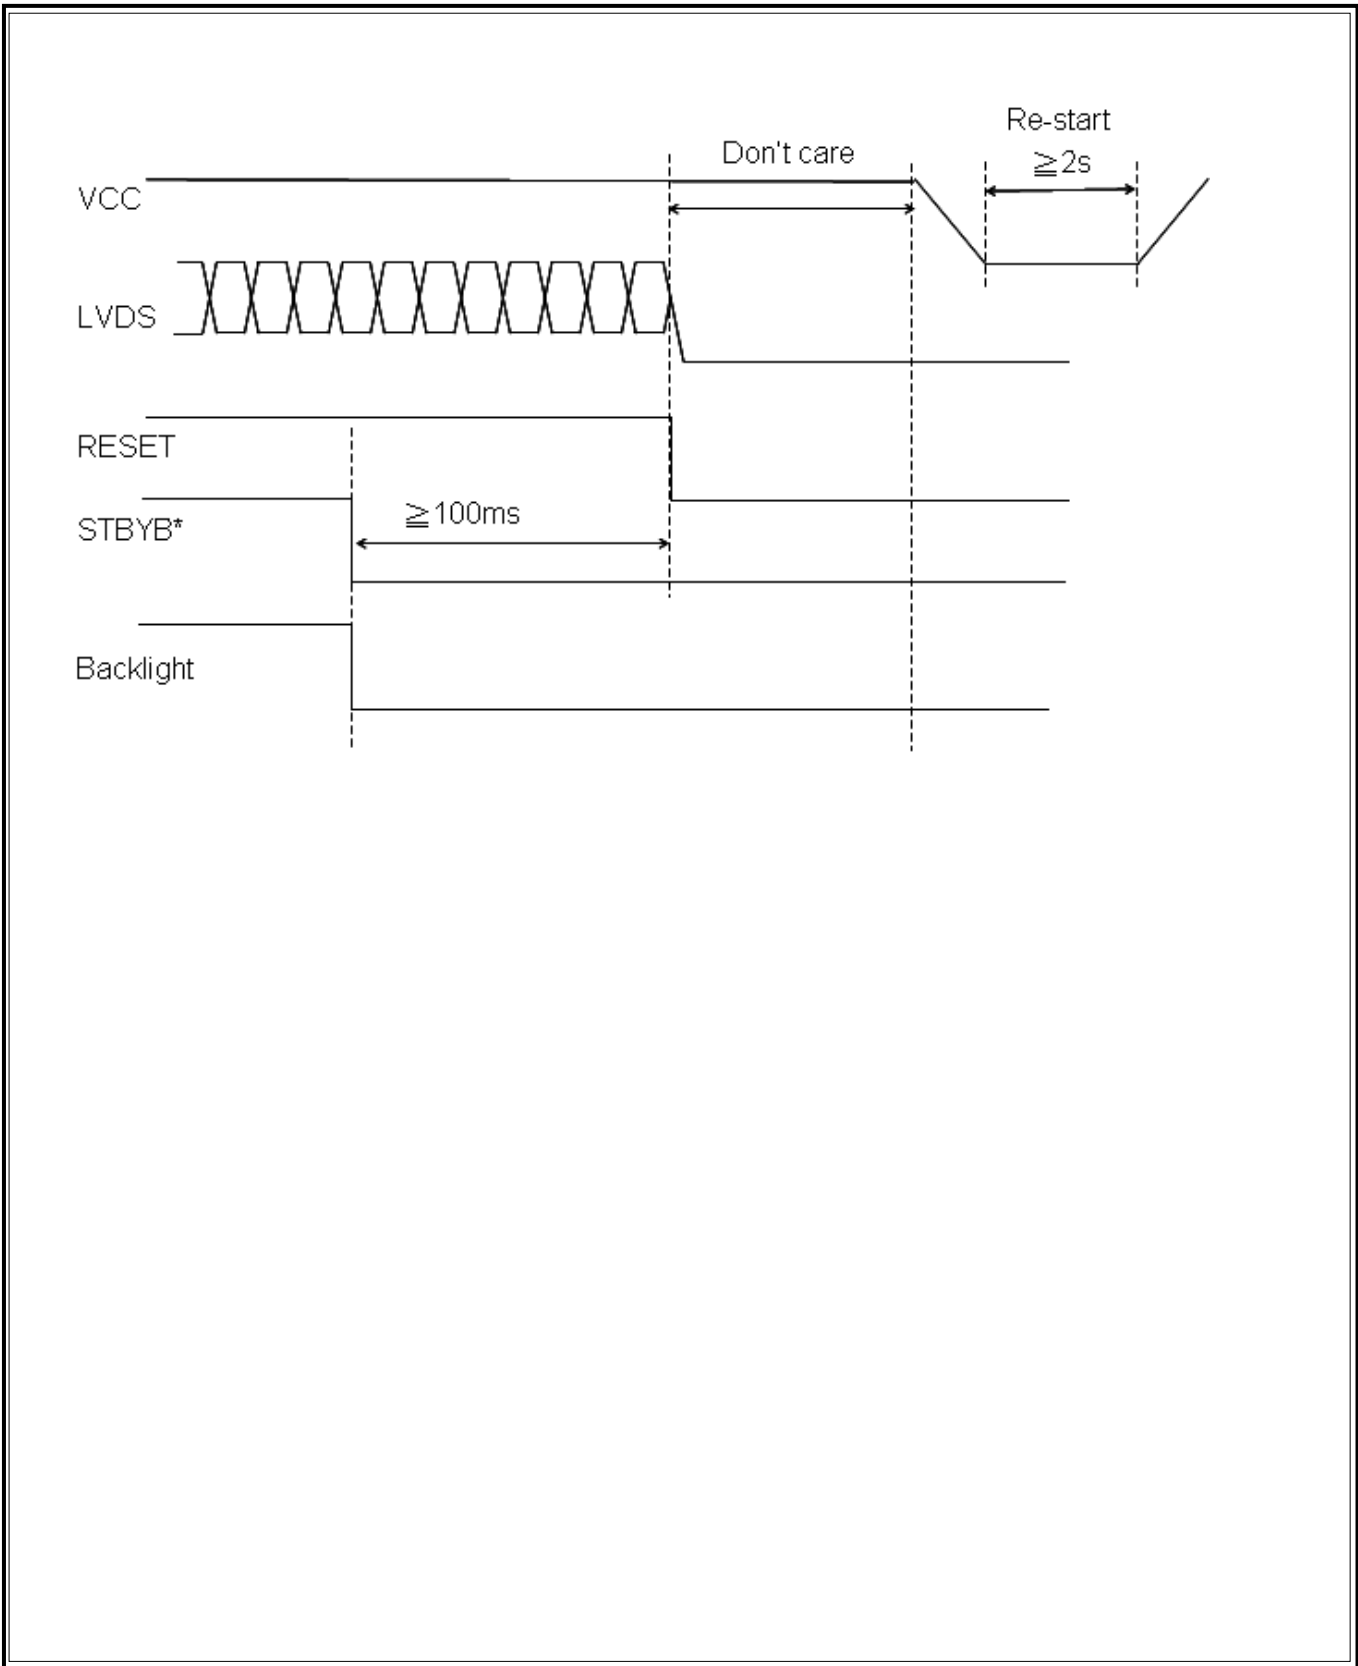 Re-start
Don't care
≧2s
VCC
LVDS
RESET
≧100ms
STBYB*
Backlight